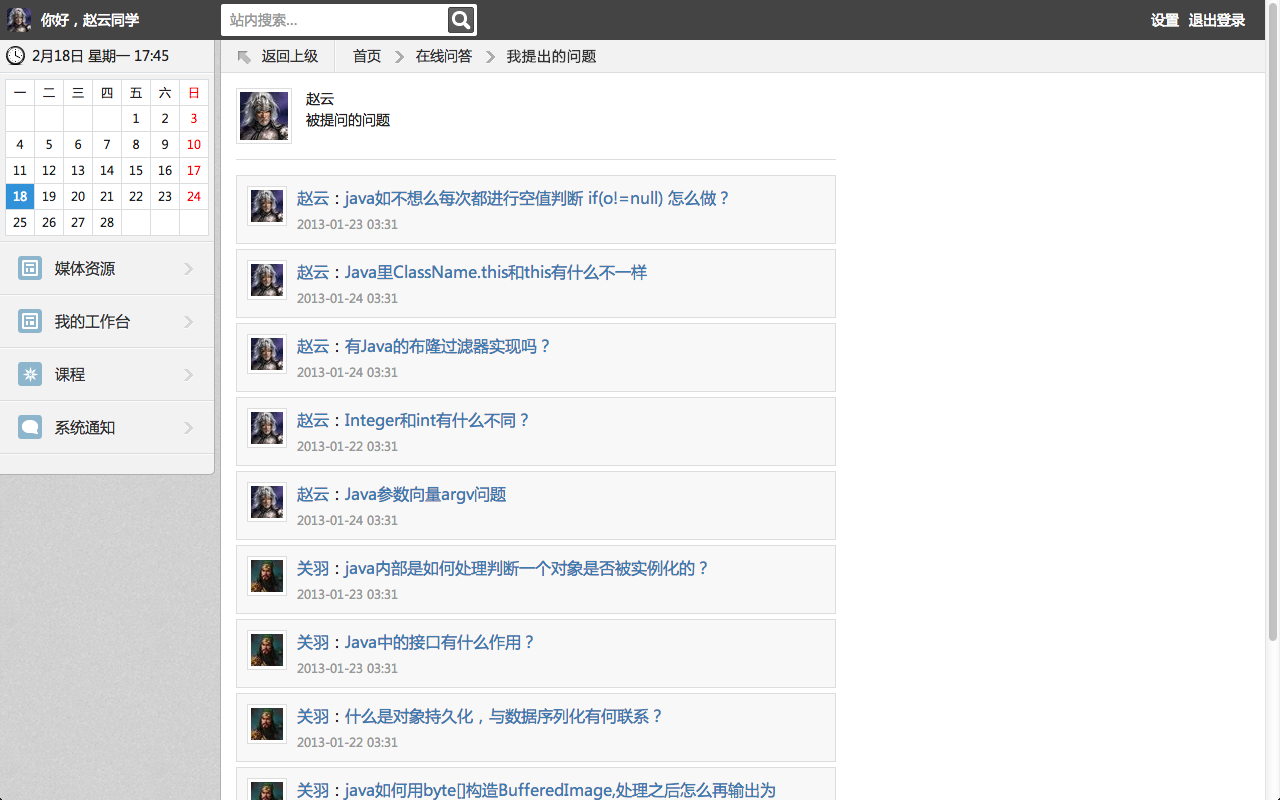 你好，赵云同学
站内搜索...
设置 退出登录
2月18日 星期一 17:45
返回上级 首页 在线问答 我提出的问题
一 二 三 四 五 六 日
1 2 3
4 5 6 7 8 9 10
11 12 13 14 15 16 17
18 19 20 21 22 23 24
25 26 27 28
媒体资源
我的工作台
课程
系统通知
赵云
被提问的问题
赵云：java如不想么每次都进行空值判断 if(o!=null) 怎么做？
2013-01-23 03:31
赵云：Java里ClassName.this和this有什么不一样
2013-01-24 03:31
赵云：有Java的布隆过滤器实现吗？
2013-01-24 03:31
赵云：Integer和int有什么不同？
2013-01-22 03:31
赵云：Java参数向量argv问题
2013-01-24 03:31
关羽：java内部是如何处理判断一个对象是否被实例化的？
2013-01-23 03:31
关羽：Java中的接口有什么作用？
2013-01-23 03:31
关羽：什么是对象持久化，与数据序列化有何联系？
2013-01-22 03:31
关羽：java如何用byte[]构造BufferedImage,处理之后怎么再输出为